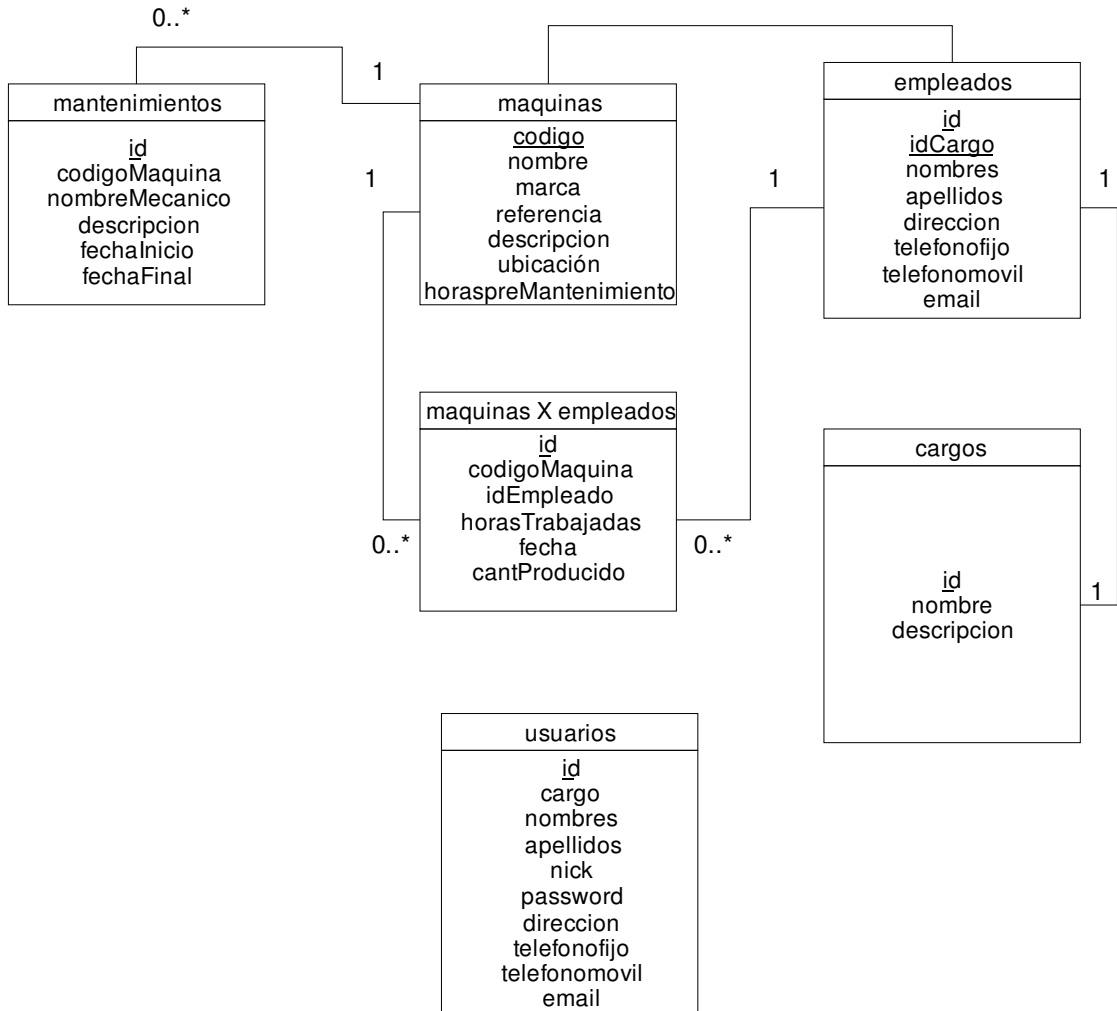 0..*
1
mantenimientos
id
codigoMaquina
nombreMecanico
descripcion
fechaInicio
fechaFinal
maquinas
codigo
nombre
marca
referencia
descripcion
ubicación
horaspreMantenimiento
empleados
id
idCargo
nombres
apellidos
direccion
telefonofijo
telefonomovil
email
1
1
1
maquinas X empleados
id
codigoMaquina
idEmpleado
horasTrabajadas
fecha
cantProducido
0..*
0..*
cargos
id
nombre
descripcion
1
usuarios
id
cargo
nombres
apellidos
nick
password
direccion
telefonofijo
telefonomovil
email